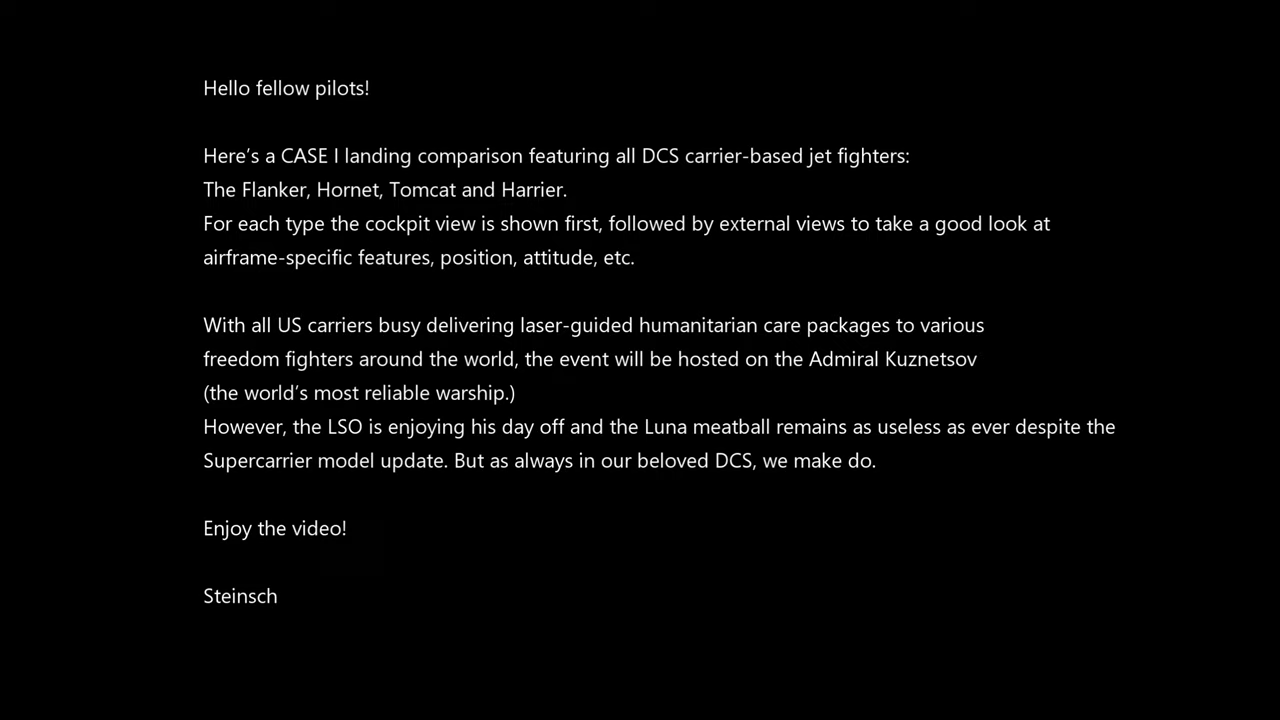 Hello fellow pilots!
Here's a CASE I landing comparison featuring all DCS carrier-based jet fighters:
The Flanker, Hornet, Tomcat and Harrier.
For each type the cockpit view is shown first, followed by external views to take a good look at
airframe-specific features, position, attitude, etc.
With all US carriers busy delivering laser-guided humanitarian care packages to various
freedom fighters around the world, the event will be hosted on the Admiral Kuznetsov
(the world's most reliable warship.)
However, the LSO is enjoying his day off and the Luna meatball remains as useless as ever despite the
Supercarrier model update. But as always in our beloved DCS, we make do.
Enjoy the video!
Steinsch